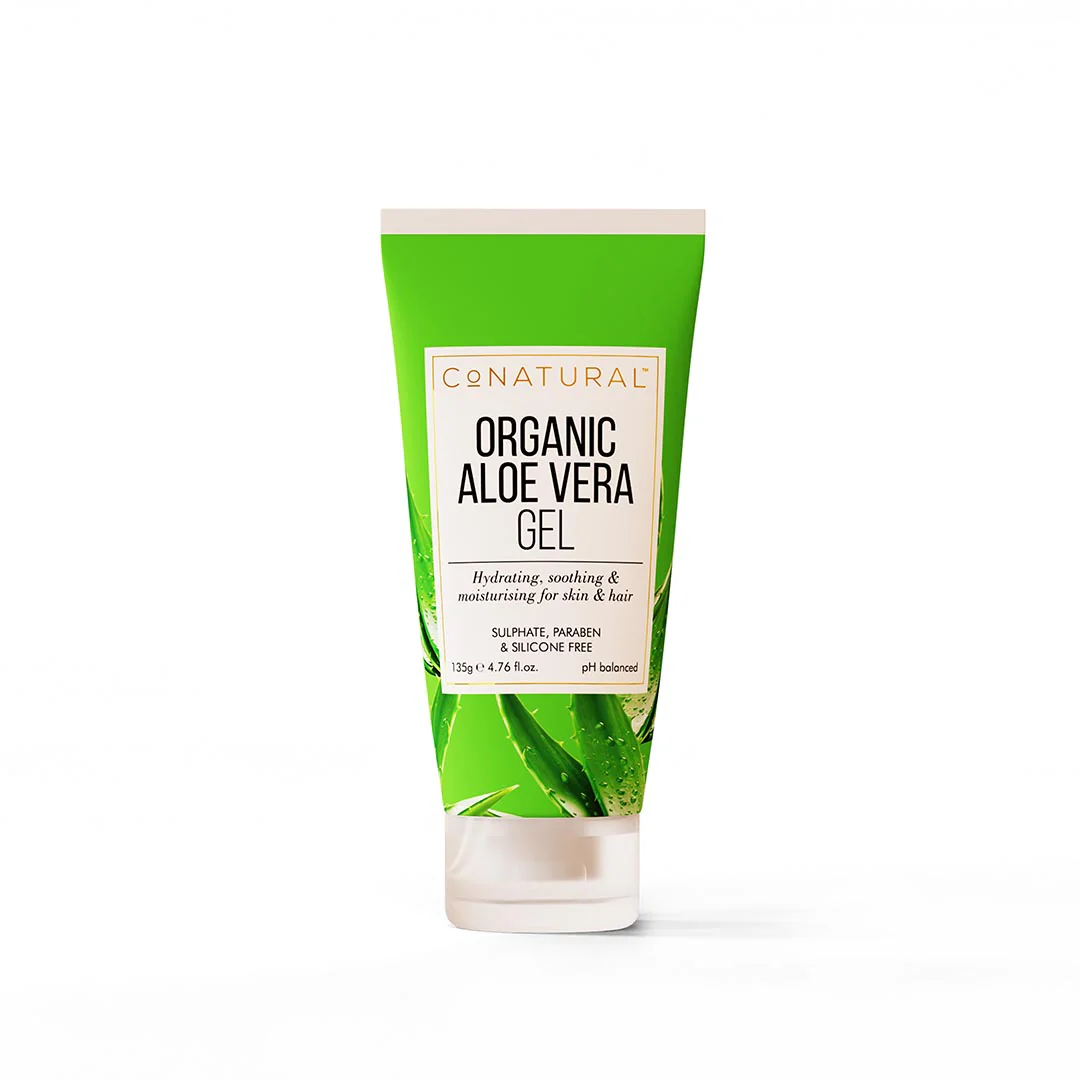 CoNATURAL™
ORGANIC
ALOE VERA
GEL
Hydrating, soothing &
moisturising for skin & hair
SULPHATE, PARABEN
& SILICONE FREE
135g ℮ 4.76 fl.oz. pH balanced